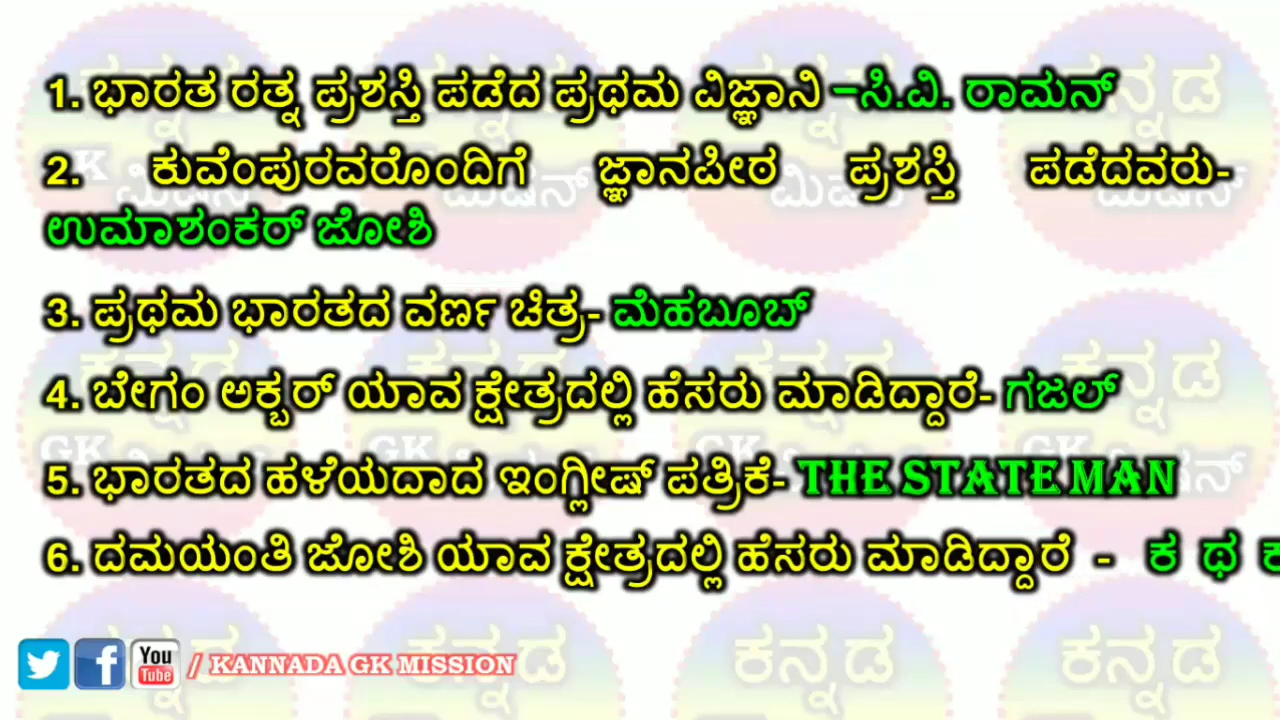 1. ಭಾರತ ರತ್ನ ಪ್ರಶಸ್ತಿ ಪಡೆದ ಪ್ರಥಮ ವಿಜ್ಞಾನಿ –ಸಿ.ವಿ. ರಾಮನ್
2. ಕುವೆಂಪುರವರೊಂದಿಗೆ ಜ್ಞಾನಪೀಠ ಪ್ರಶಸ್ತಿ ಪಡೆದವರು-
ಉಮಾಶಂಕರ್ ಜೋಶಿ
3. ಪ್ರಥಮ ಭಾರತದ ವರ್ಣ ಚಿತ್ರ- ಮೆಹಬೂಬ್
4. ಬೇಗಂ ಅಕ್ಬರ್ ಯಾವ ಕ್ಷೇತ್ರದಲ್ಲಿ ಹೆಸರು ಮಾಡಿದ್ದಾರೆ- ಗಜಲ್
5. ಭಾರತದ ಹಳೆಯದಾದ ಇಂಗ್ಲೀಷ್ ಪತ್ರಿಕೆ- THE STATE MAN
6. ದಮಯಂತಿ ಜೋಶಿ ಯಾವ ಕ್ಷೇತ್ರದಲ್ಲಿ ಹೆಸರು ಮಾಡಿದ್ದಾರೆ - ಕ ಥ
You Tube / KANNADA GK MISSION